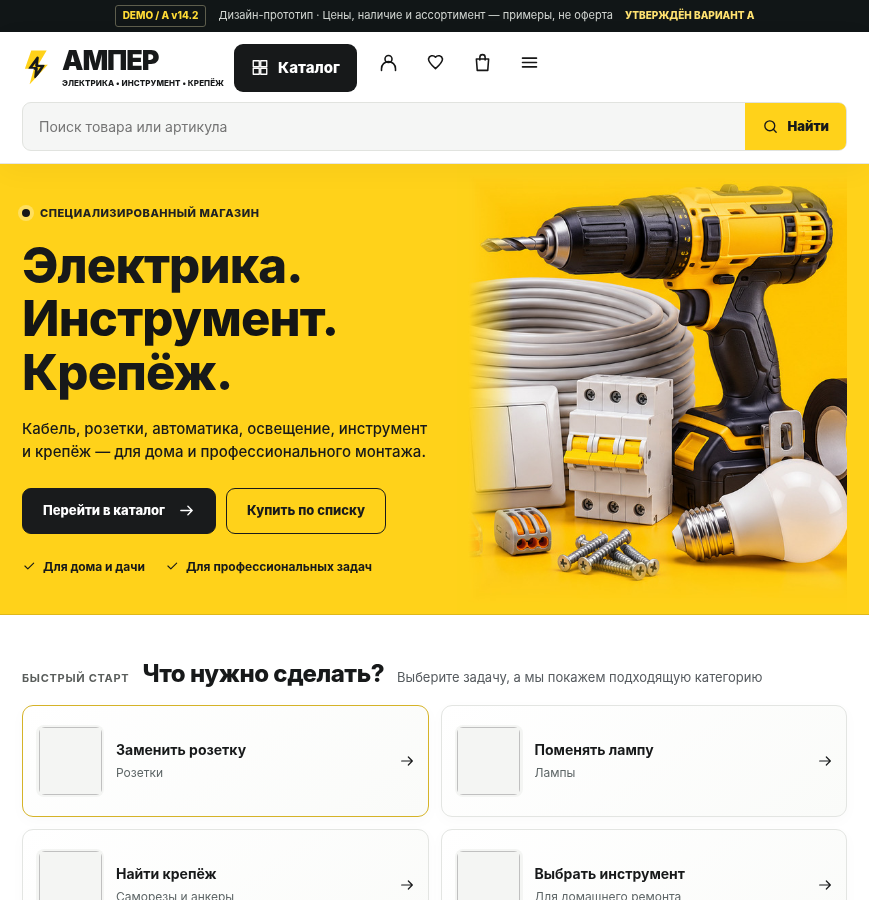 DEMO / A v14.2 Дизайн-прототип · Цены, наличие и ассортимент — примеры, не оферта УТВЕРЖДЁН ВАРИАНТ A
АМПЕР
ЭЛЕКТРИКА • ИНСТРУМЕНТ • КРЕПЁЖ
Каталог
Поиск товара или артикула
Найти
СПЕЦИАЛИЗИРОВАННЫЙ МАГАЗИН
Электрика.
Инструмент.
Крепёж.
Кабель, розетки, автоматика, освещение, инструмент
и крепёж — для дома и профессионального монтажа.
Перейти в каталог
Купить по списку
Для дома и дачи
Для профессиональных задач
БЫСТРЫЙ СТАРТ Что нужно сделать? Выберите задачу, а мы покажем подходящую категорию
Заменить розетку
Розетки
Поменять лампу
Лампы
Найти крепёж
Саморезы и анкеры
Выбрать инструмент
Для домашнего ремонта